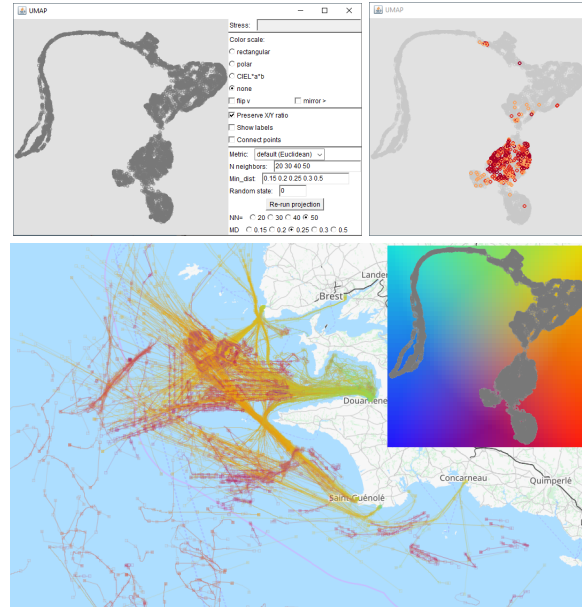 UMAP
Stress:
Color scale:
rectangular
polar
CIEL*a*b
none
flip v mirror >
Preserve X/Y ratio
Show labels
Connect points
Metric: default (Euclidean)
N neighbors: 20 30 40 50
Min_dist: 0.15 0.2 0.25 0.3 0.5
Random state: 0
Re-run projection
NN= 20 30 40 50
MD 0.15 0.2 0.25 0.3 0.5
UMAP
Brest
Lander
Douarnene
Saint-Guénolé
Concarneau
Quimperlé